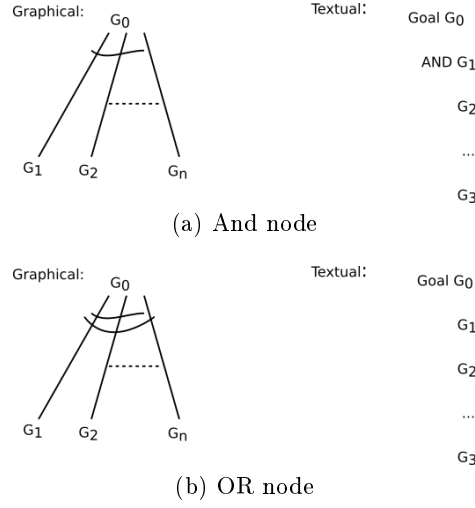 Graphical:
G0
G1 G2 Gn
Textual:
Goal G0
AND G1
G2
...
G3
(a) And node
Graphical:
G0
G1 G2 Gn
Textual:
Goal G0
G1
G2
...
G3
(b) OR node